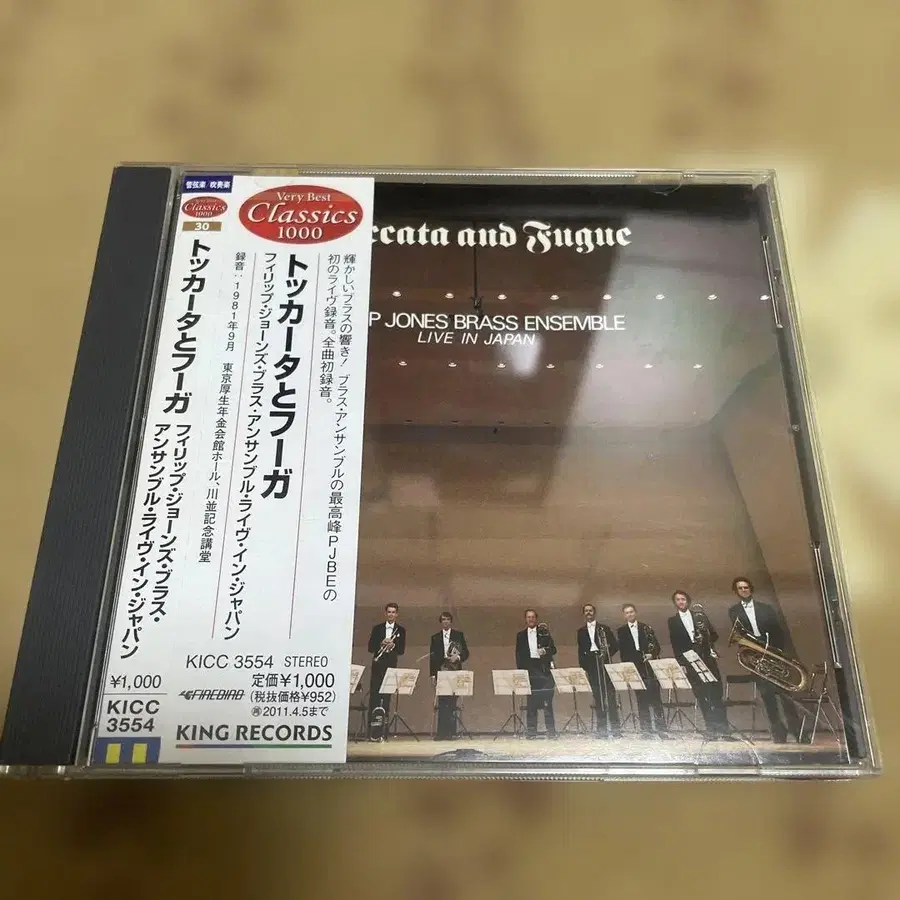 管弦楽/吹奏楽
Very Best
Classics
1000
30
トッカータとフーガ
フィリップ・ジョーンズ・ブラス・
アンサンブル・ライヴ・イン・ジャパン
¥1,000
KICC
3554
Very Best
Classics
1000
輝かしいブラスの響き! ブラス・アンサンブルの最高峰PJBEの
初のライヴ録音。全曲初録音。
トッカータとフーガ
フィリップ・ジョーンズ・ブラス・アンサンブル・ライヴ・イン・ジャパン
録音:1981年9月 東京厚生年金会館ホール、川並記念講堂
KICC 3554 STEREO
FIREBIRD
定価¥1,000
(税抜価格¥952)
再2011.4.5まで
KING RECORDS
ccata and Fugue
P JONES BRASS ENSEMBLE
LIVE IN JAPAN